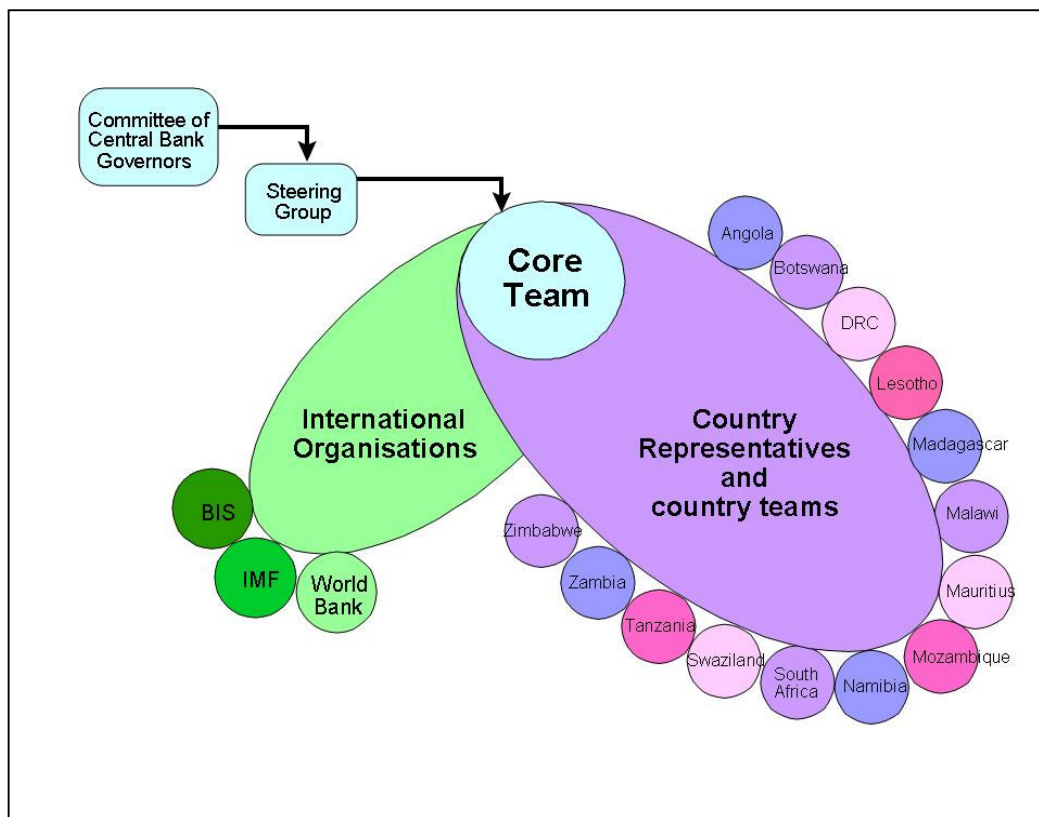 Committee of
Central Bank
Governors
Steering
Group
Core
Team
International
Organisations
Country
Representatives
and
country teams
Angola
Botswana
DRC
Lesotho
Madagascar
Malawi
Mauritius
Mozambique
Namibia
South
Africa
Swaziland
Tanzania
Zambia
Zimbabwe
BIS
IMF
World
Bank